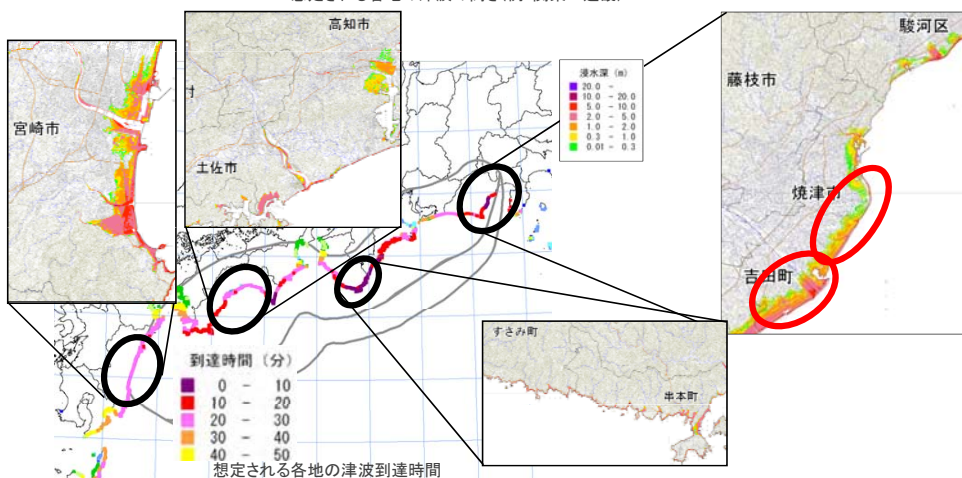 高知市
土佐市
宮崎市
浸水深 (m)
20.0 -
10.0 - 20.0
5.0 - 10.0
2.0 - 5.0
1.0 - 2.0
0.3 - 1.0
0.01 - 0.3
駿河区
藤枝市
焼津市
吉田町
すさみ町
串本町
到達時間 (分)
0 - 10
10 - 20
20 - 30
30 - 40
40 - 50
想定される各地の津波到達時間